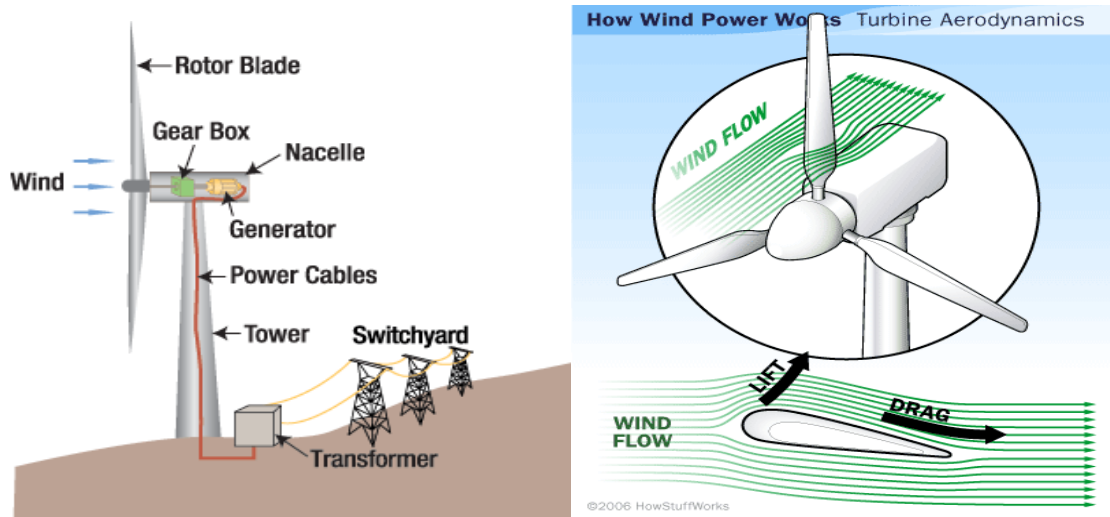 Rotor Blade
Gear Box
Nacelle
Wind
Generator
Power Cables
Tower
Switchyard
Transformer
How Wind Power Works Turbine Aerodynamics
WIND FLOW
LIFT
DRAG
WIND
FLOW
©2006 HowStuffWorks